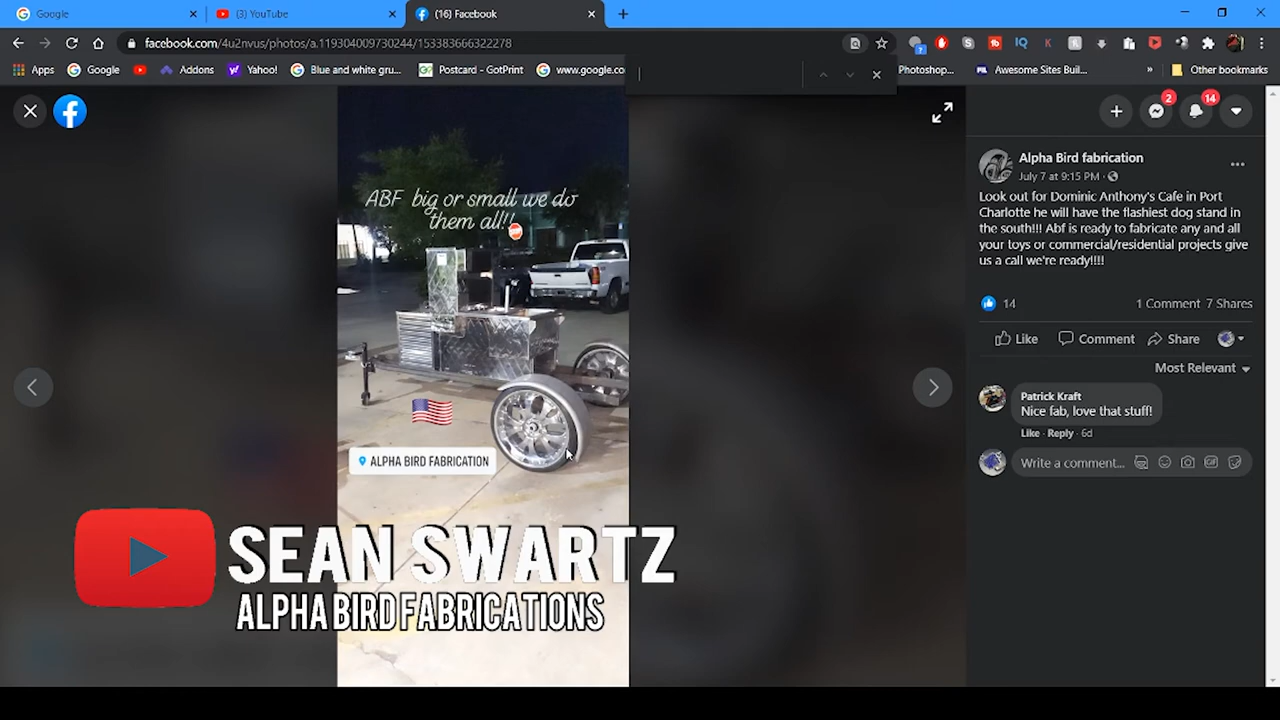 Google
(3) YouTube
(16) Facebook
facebook.com/4u2nvus/photos/a.119304009730244/153383666322278
Apps
Google
Addons
Yahoo!
Blue and white gru...
Postcard - GotPrint
www.google.co
Photoshop...
Awesome Sites Buil...
Other bookmarks
2
14
Alpha Bird fabrication
July 7 at 9:15 PM
Look out for Dominic Anthony's Cafe in Port
Charlotte he will have the flashiest dog stand in
the south!!! Abf is ready to fabricate any and all
your toys or commercial/residential projects give
us a call we're ready!!!!
14
1 Comment 7 Shares
Like
Comment
Share
Most Relevant
Patrick Kraft
Nice fab, love that stuff!
Like · Reply · 6d
Write a comment...
ABF big or small we do
them all!!
ALPHA BIRD FABRICATION
SEAN SWARTZ
ALPHA BIRD FABRICATIONS